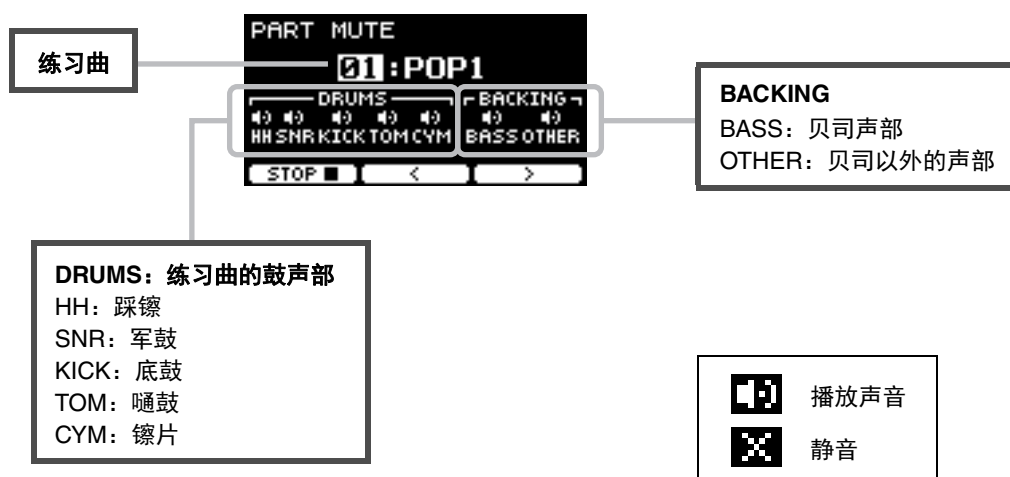 练习曲
PART MUTE
01:POP1
DRUMS
BACKING
HH SNR KICK TOM CYM
BASS OTHER
STOP ■
<
>
BACKING
BASS：贝司声部
OTHER：贝司以外的声部
DRUMS：练习曲的鼓声部
HH：踩镲
SNR：军鼓
KICK：底鼓
TOM：嗵鼓
CYM：镲片
播放声音
静音